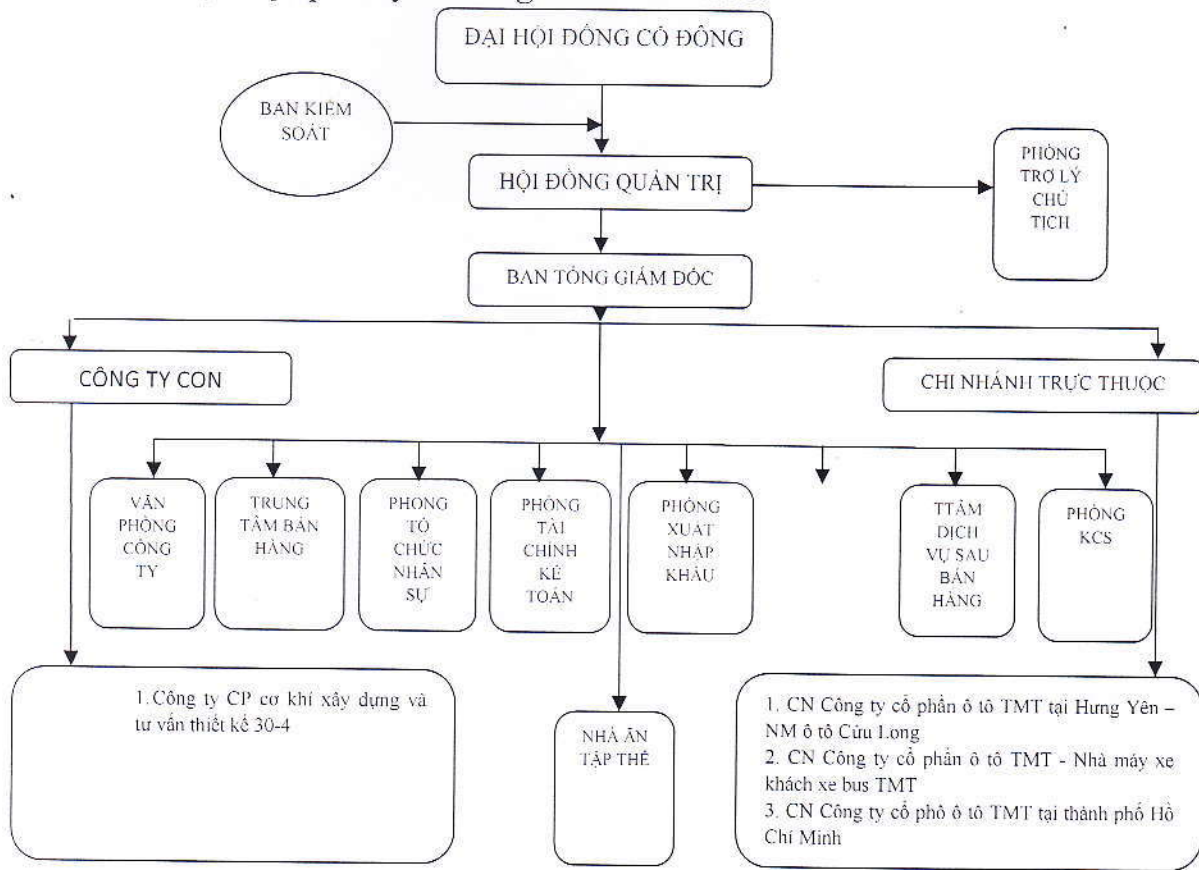 ĐẠI HỘI ĐỒNG CỔ ĐÔNG
BAN KIỂM
SOÁT
HỘI ĐỒNG QUẢN TRỊ
PHÒNG
TRỢ LÝ
CHỦ
TỊCH
BAN TỔNG GIÁM ĐỐC
CÔNG TY CON
CHI NHÁNH TRỰC THUỘC
VĂN
PHÒNG
CÔNG
TY
TRUNG
TÂM BÁN
HÀNG
PHONG
TỔ
CHỨC
NHÂN
SỰ
PHÒNG
TÀI
CHÍNH
KẾ
TOÁN
PHÒNG
XUẤT
NHẬP
KHẨU
TTÂM
DỊCH
VỤ SAU
BÁN
HÀNG
PHÒNG
KCS
1. Công ty CP cơ khí xây dựng và
tư vấn thiết kế 30-4
NHÀ ĂN
TẬP THỂ
1. CN Công ty cổ phần ô tô TMT tại Hưng Yên –
NM ô tô Cửu Long
2. CN Công ty cổ phần ô tô TMT - Nhà máy xe
khách xe bus TMT
3. CN Công ty cổ phô ô tô TMT tại thành phố Hồ
Chí Minh